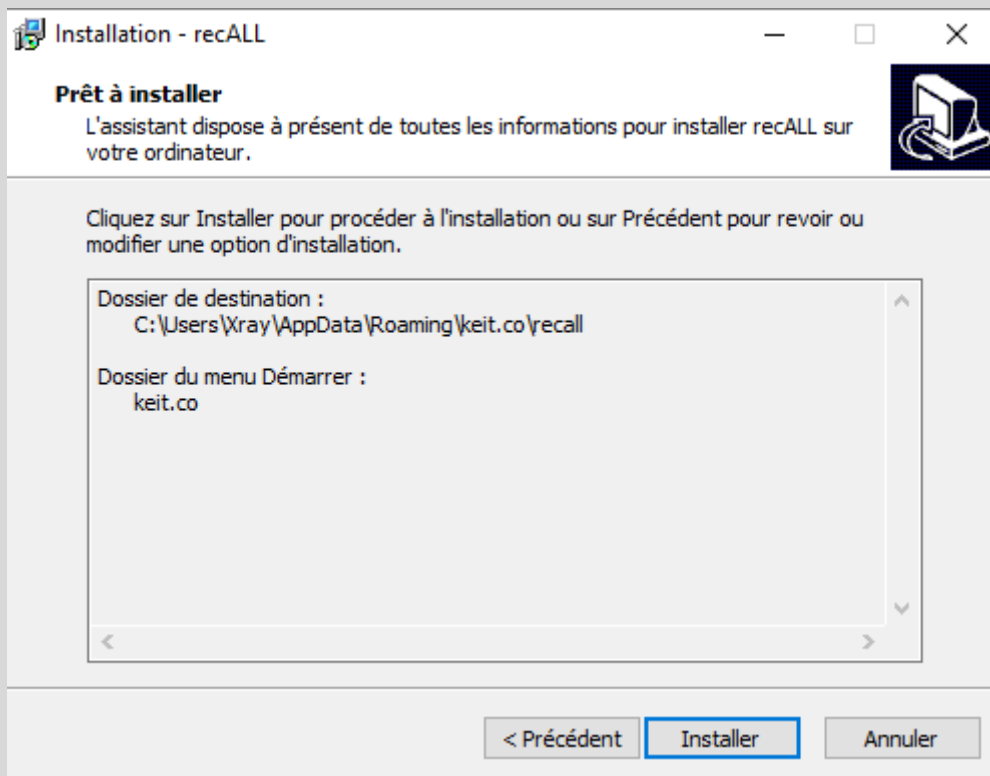 Installation - recALL
Prêt à installer
L'assistant dispose à présent de toutes les informations pour installer recALL sur
votre ordinateur.
Cliquez sur Installer pour procéder à l'installation ou sur Précédent pour revoir ou
modifier une option d'installation.
Dossier de destination :
C:\Users\Xray\AppData\Roaming\keit.co\recall
Dossier du menu Démarrer :
keit.co
< Précédent Installer Annuler